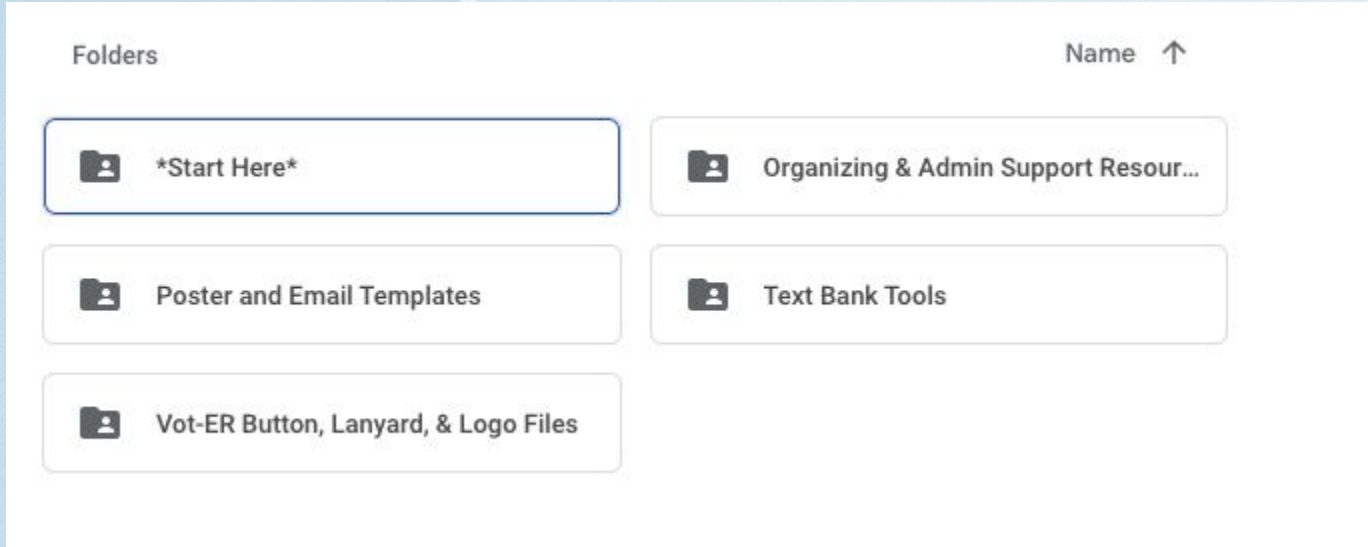 Folders
Name ↑
*Start Here*
Organizing & Admin Support Resour...
Poster and Email Templates
Text Bank Tools
Vot-ER Button, Lanyard, & Logo Files